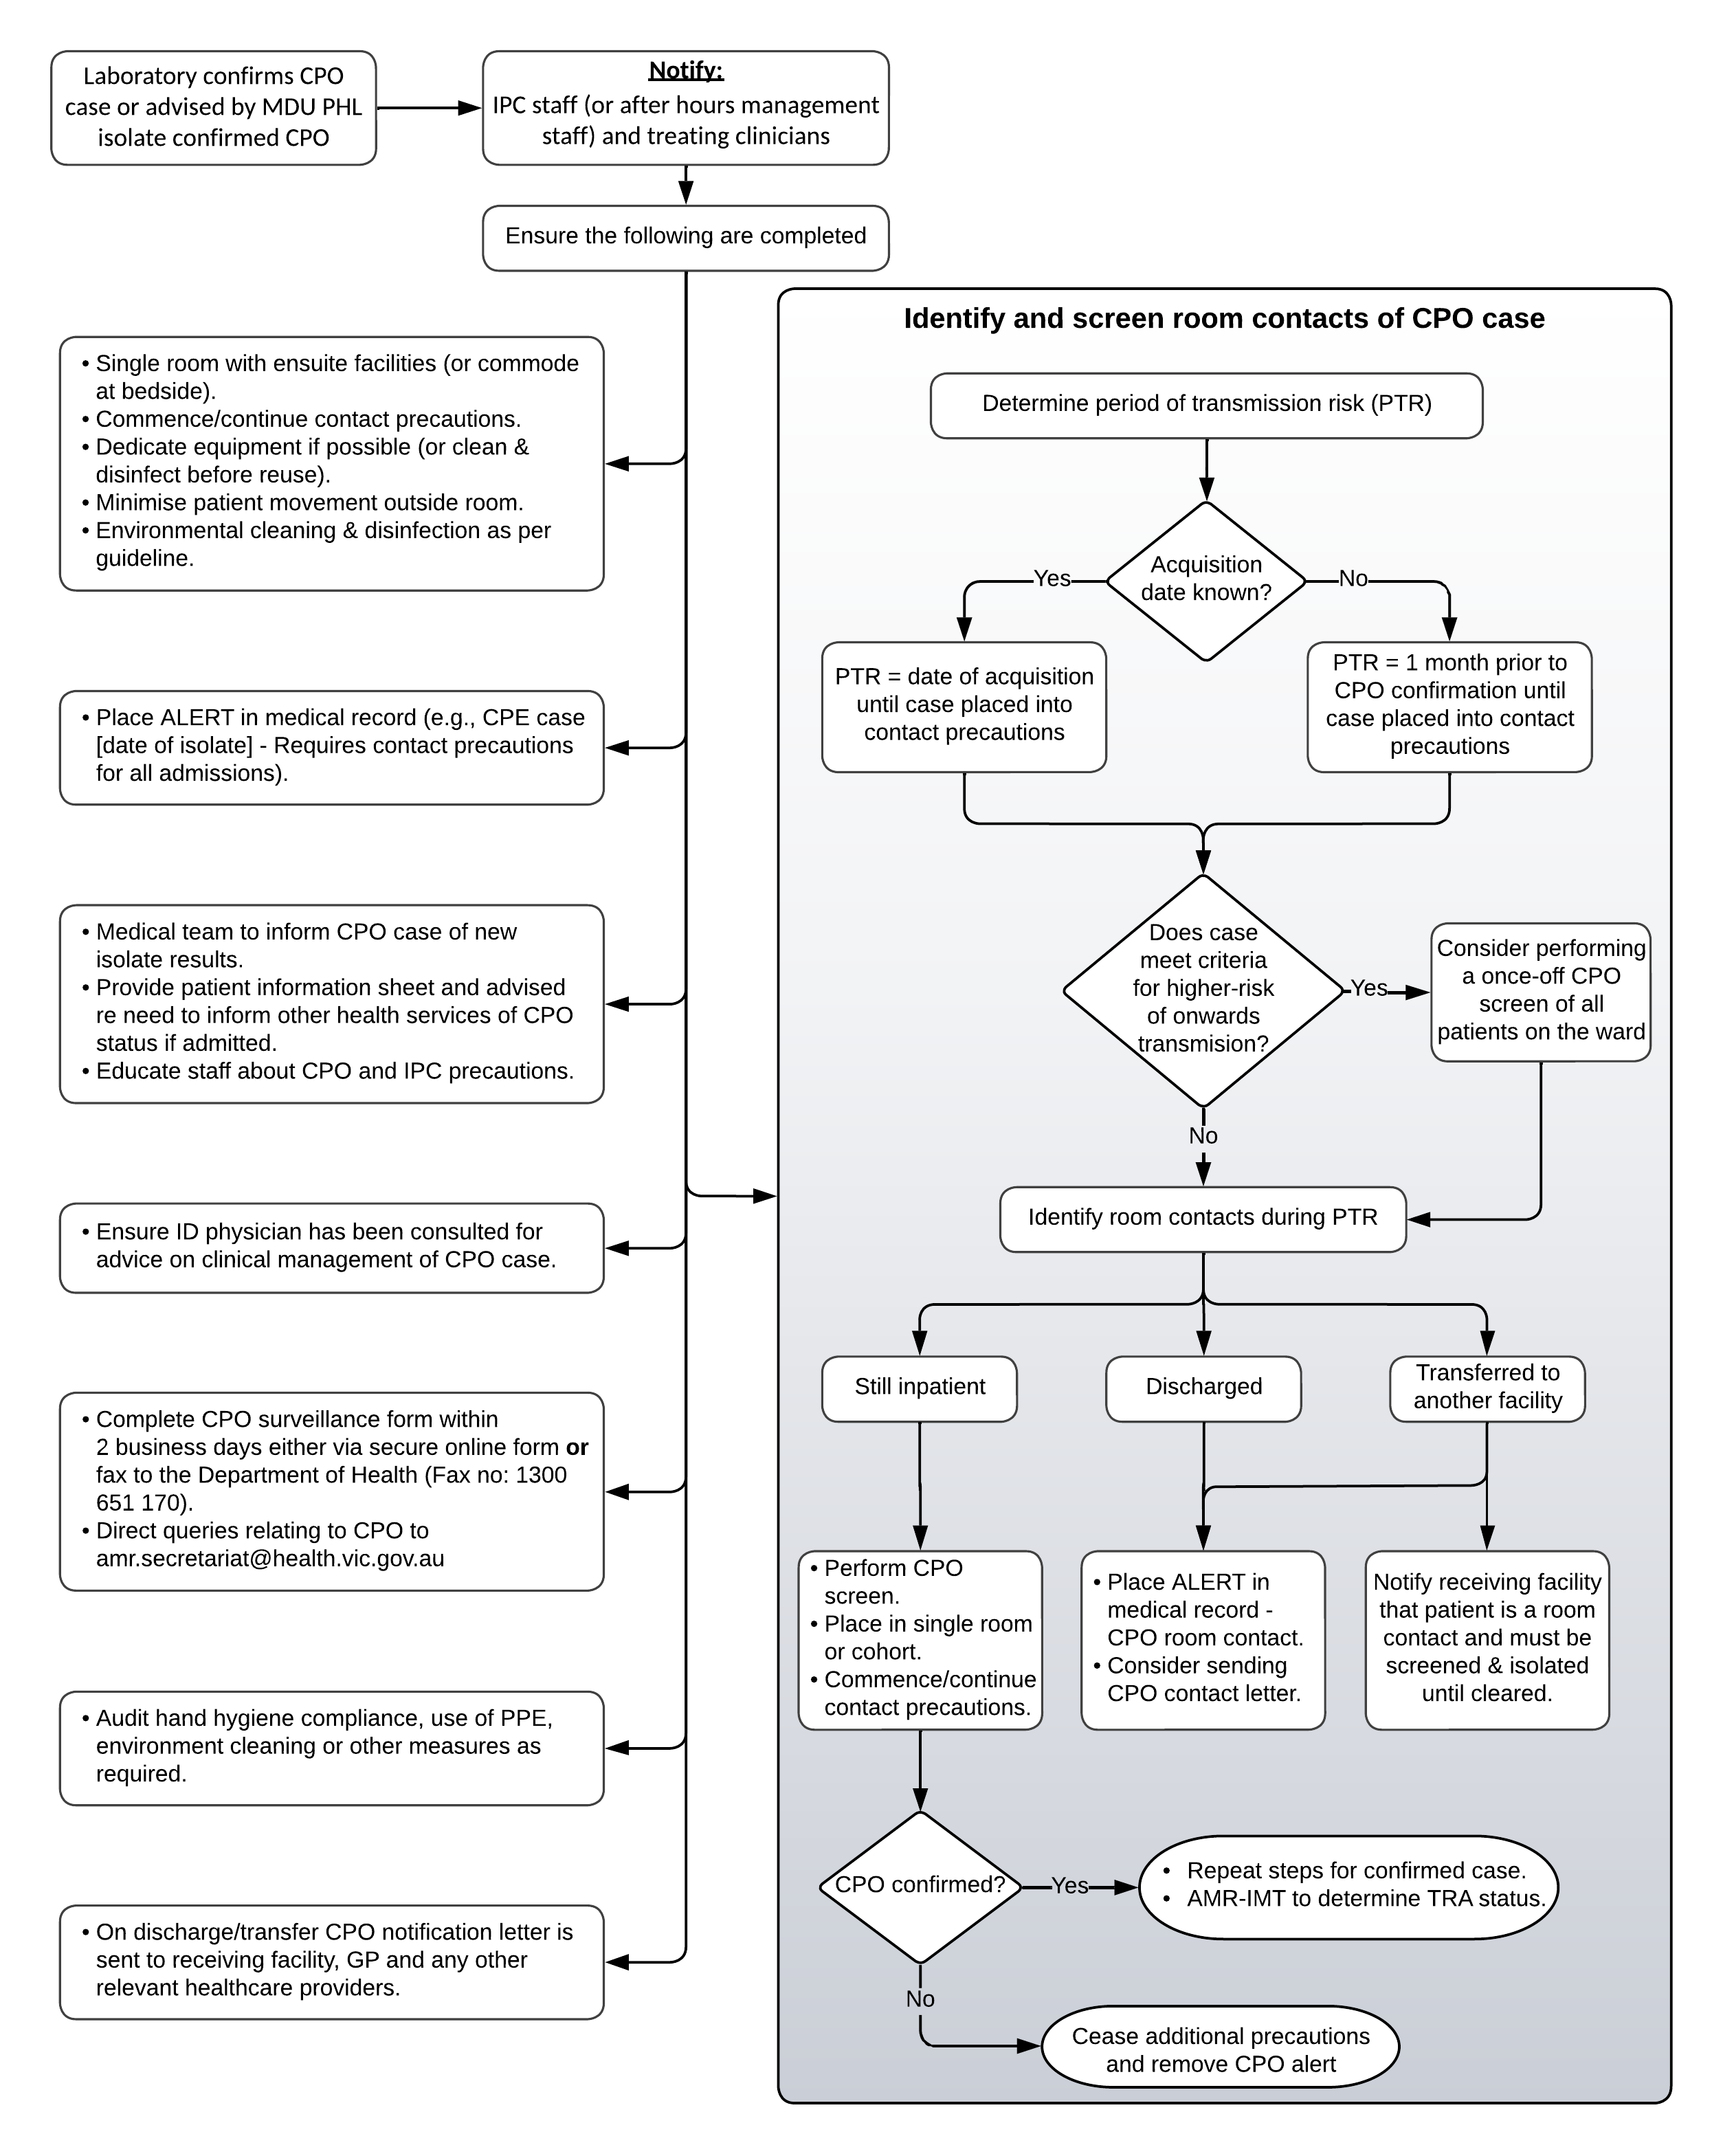 Laboratory confirms CPO
case or advised by MDU PHL
isolate confirmed CPO
Notify:
IPC staff (or after hours management
staff) and treating clinicians
Ensure the following are completed
• Single room with ensuite facilities (or commode
at bedside).
• Commence/continue contact precautions.
• Dedicate equipment if possible (or clean &
disinfect before reuse).
• Minimise patient movement outside room.
• Environmental cleaning & disinfection as per
guideline.
• Place ALERT in medical record (e.g., CPE case
[date of isolate] - Requires contact precautions
for all admissions).
• Medical team to inform CPO case of new
isolate results.
• Provide patient information sheet and advised
re need to inform other health services of CPO
status if admitted.
• Educate staff about CPO and IPC precautions.
• Ensure ID physician has been consulted for
advice on clinical management of CPO case.
• Complete CPO surveillance form within
2 business days either via secure online form or
fax to the Department of Health (Fax no: 1300
651 170).
• Direct queries relating to CPO to
amr.secretariat@health.vic.gov.au
• Audit hand hygiene compliance, use of PPE,
environment cleaning or other measures as
required.
• On discharge/transfer CPO notification letter is
sent to receiving facility, GP and any other
relevant healthcare providers.
Identify and screen room contacts of CPO case
Determine period of transmission risk (PTR)
Acquisition
date known?
Yes
No
PTR = date of acquisition
until case placed into
contact precautions
PTR = 1 month prior to
CPO confirmation until
case placed into contact
precautions
Does case
meet criteria
for higher-risk
of onwards
transmision?
Yes
Consider performing
a once-off CPO
screen of all
patients on the ward
No
Identify room contacts during PTR
Still inpatient
Discharged
Transferred to
another facility
• Perform CPO
screen.
• Place in single room
or cohort.
• Commence/continue
contact precautions.
• Place ALERT in
medical record -
CPO room contact.
• Consider sending
CPO contact letter.
Notify receiving facility
that patient is a room
contact and must be
screened & isolated
until cleared.
CPO confirmed?
Yes
• Repeat steps for confirmed case.
• AMR-IMT to determine TRA status.
No
Cease additional precautions
and remove CPO alert